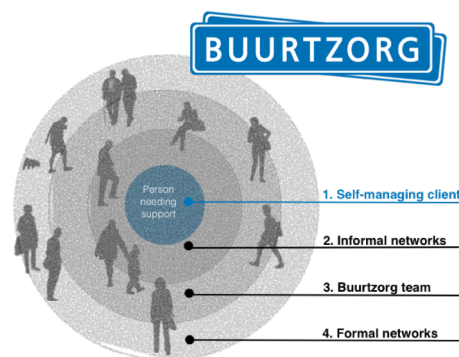 BUURTZORG
Person
needing
support
1. Self-managing client
2. Informal networks
3. Buurtzorg team
4. Formal networks